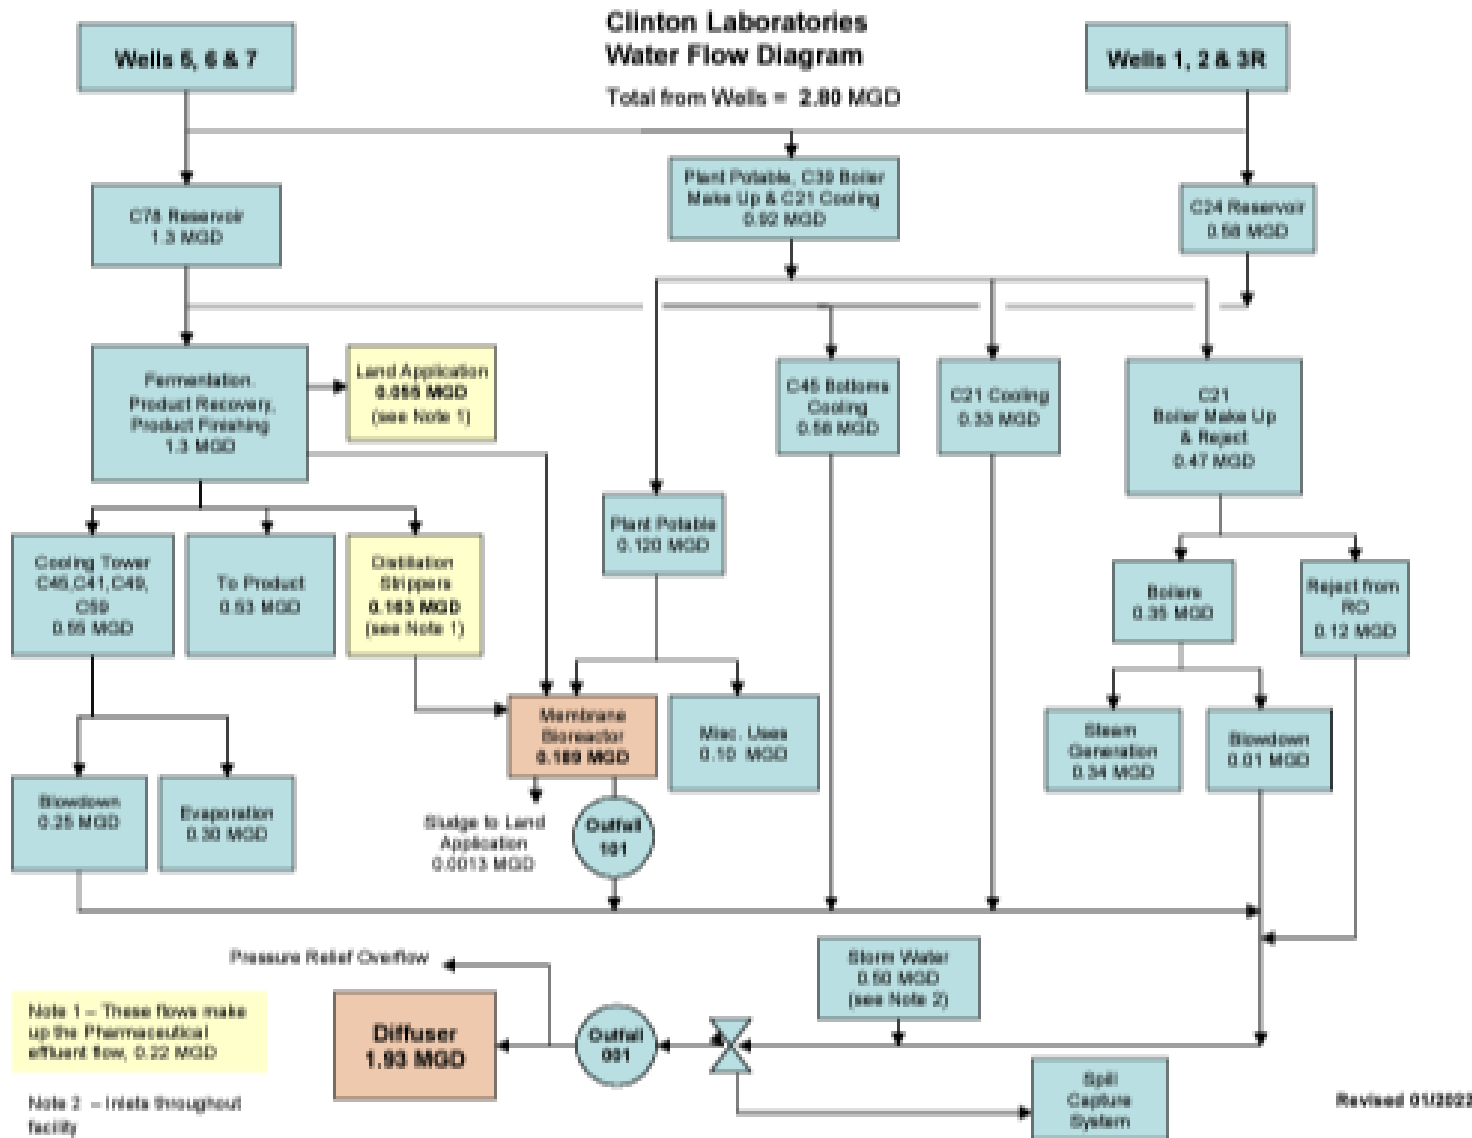 Clinton Laboratories
Water Flow Diagram
Total from Wells = 2.80 MGD
Wells 5, 6 & 7
Wells 1, 2 & 3R
Plant Potable, C39 Boiler
Make Up & C21 Cooling
0.92 MGD
C78 Reservoir
1.3 MGD
C24 Reservoir
0.58 MGD
Fermentation.
Product Recovery,
Product Finishing
1.3 MGD
Land Application
MGD
(see Note 1)
C45 Bottoms
Cooling
0.58 MGD
C21 Cooling
0.33 MGD
C21
Boiler Make Up
& Reject
0.47 MGD
Plant Potable
0.120 MGD
Cooling Tower
C45,C41,C49,
C59
0.55 MGD
To Product
0.53 MGD
Distillation
Strippers
0.163 MGD
(see Note 1)
Boilers
0.35 MGD
Reject from
RO
0.12 MGD
Membrane
Bioreactor
0.189 MGD
Misc. Uses
0.10 MGD
Steam
Generation
0.34 MGD
Blowdown
0.01 MGD
Blowdown
0.25 MGD
Evaporation
0.30 MGD
Sludge to Land
Application
0.0013 MGD
Outfall
101
Pressure Relief Overflow
Storm Water
0.50 MGD
(see Note 2)
Note 1 – These flows make
up the Pharmaceutical
effluent flow, 0.22 MGD
Diffuser
1.93 MGD
Outfall
001
Spill
Capture
System
Note 2 – Inlets throughout
facility
Revised 01/2022